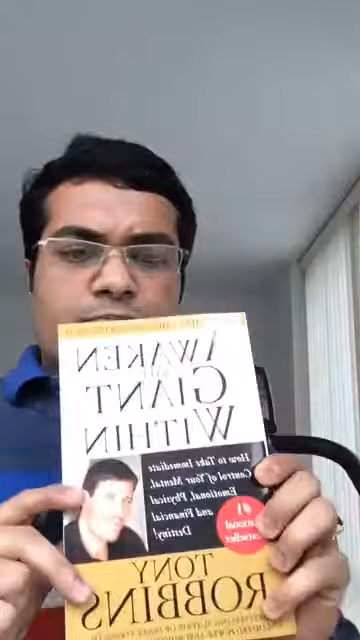 AWAKEN
THE
GIANT
WITHIN
How to Take Immediate
Control of Your Mental,
Emotional, Physical
and Financial
Destiny!
#1
TONY
ROBBINS